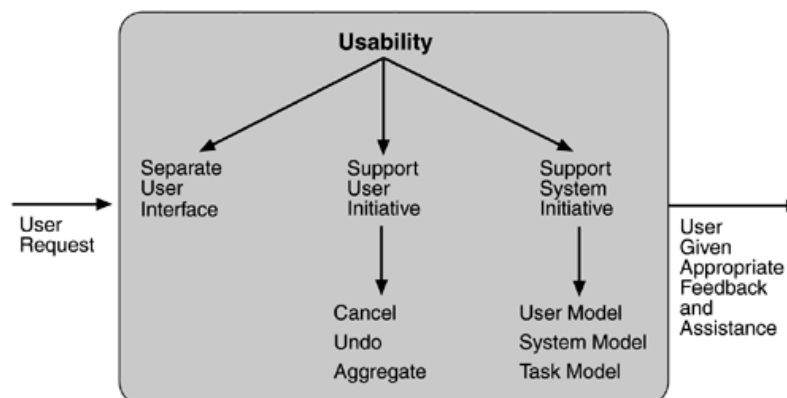 Usability
Separate
User
Interface
Support
User
Initiative
Support
System
Initiative
User
Request
User
Given
Appropriate
Feedback
and
Assistance
Cancel
Undo
Aggregate
User Model
System Model
Task Model